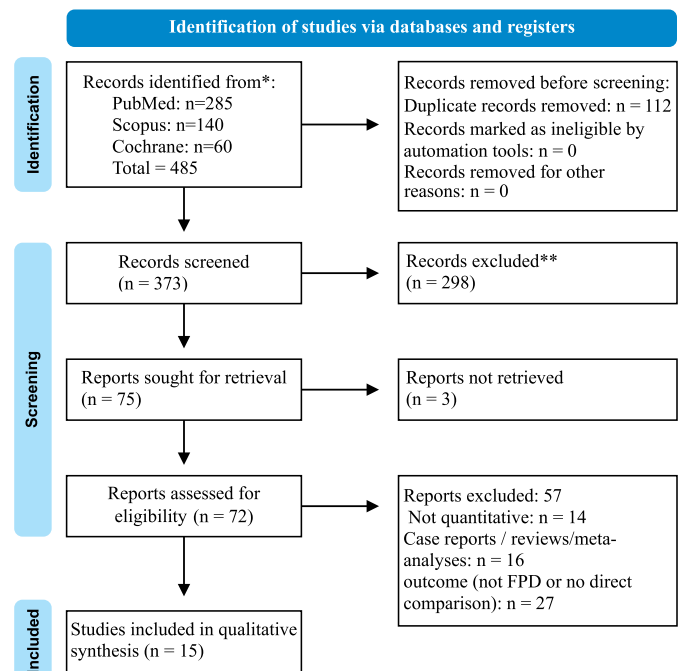 Identification of studies via databases and registers
Identification
Records identified from*:
PubMed: n=285
Scopus: n=140
Cochrane: n=60
Total = 485
Records removed before screening:
Duplicate records removed: n = 112
Records marked as ineligible by
automation tools: n = 0
Records removed for other
reasons: n = 0
Screening
Records screened
(n = 373)
Records excluded**
(n = 298)
Reports sought for retrieval
(n = 75)
Reports not retrieved
(n = 3)
Reports assessed for
eligibility (n = 72)
Reports excluded: 57
Not quantitative: n = 14
Case reports / reviews/meta-
analyses: n = 16
outcome (not FPD or no direct
comparison): n = 27
Included
Studies included in qualitative
synthesis (n = 15)